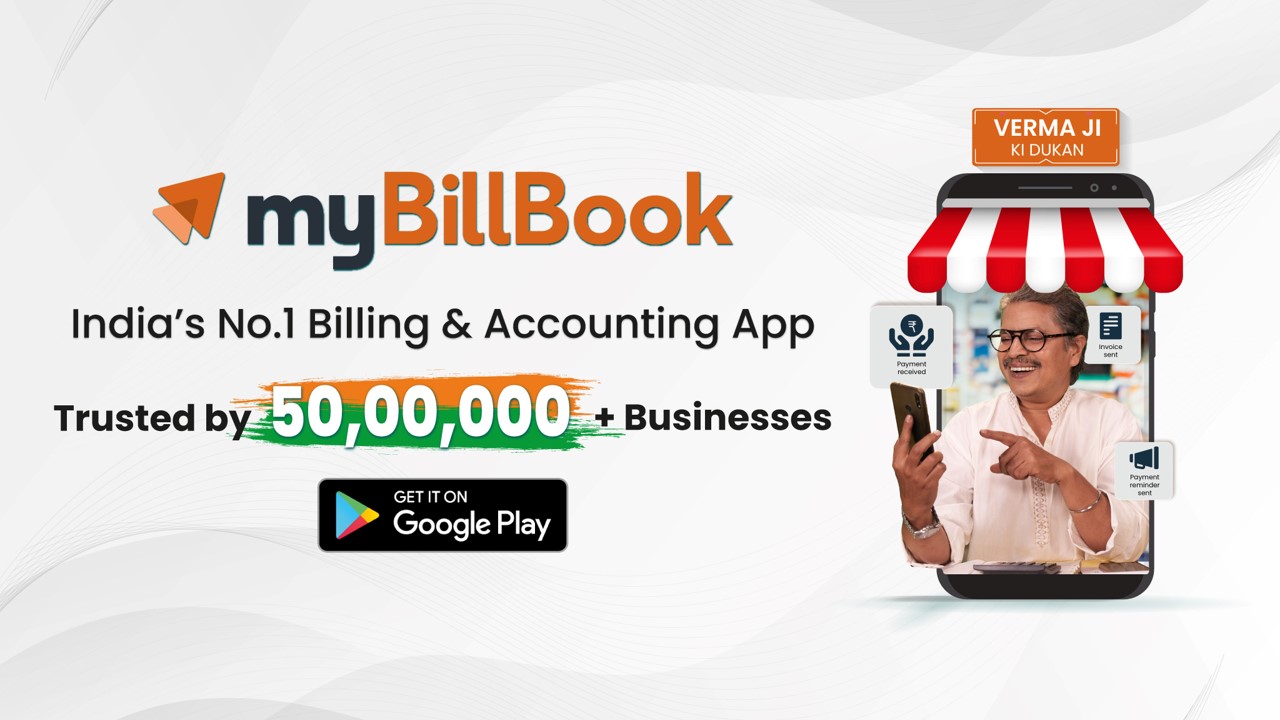 myBillBook
India's No.1 Billing & Accounting App
Trusted by 50,00,000 + Businesses
GET IT ON
Google Play
VERMA JI
KI DUKAN
₹
Payment
received
Invoice
sent
Payment
reminder
sent